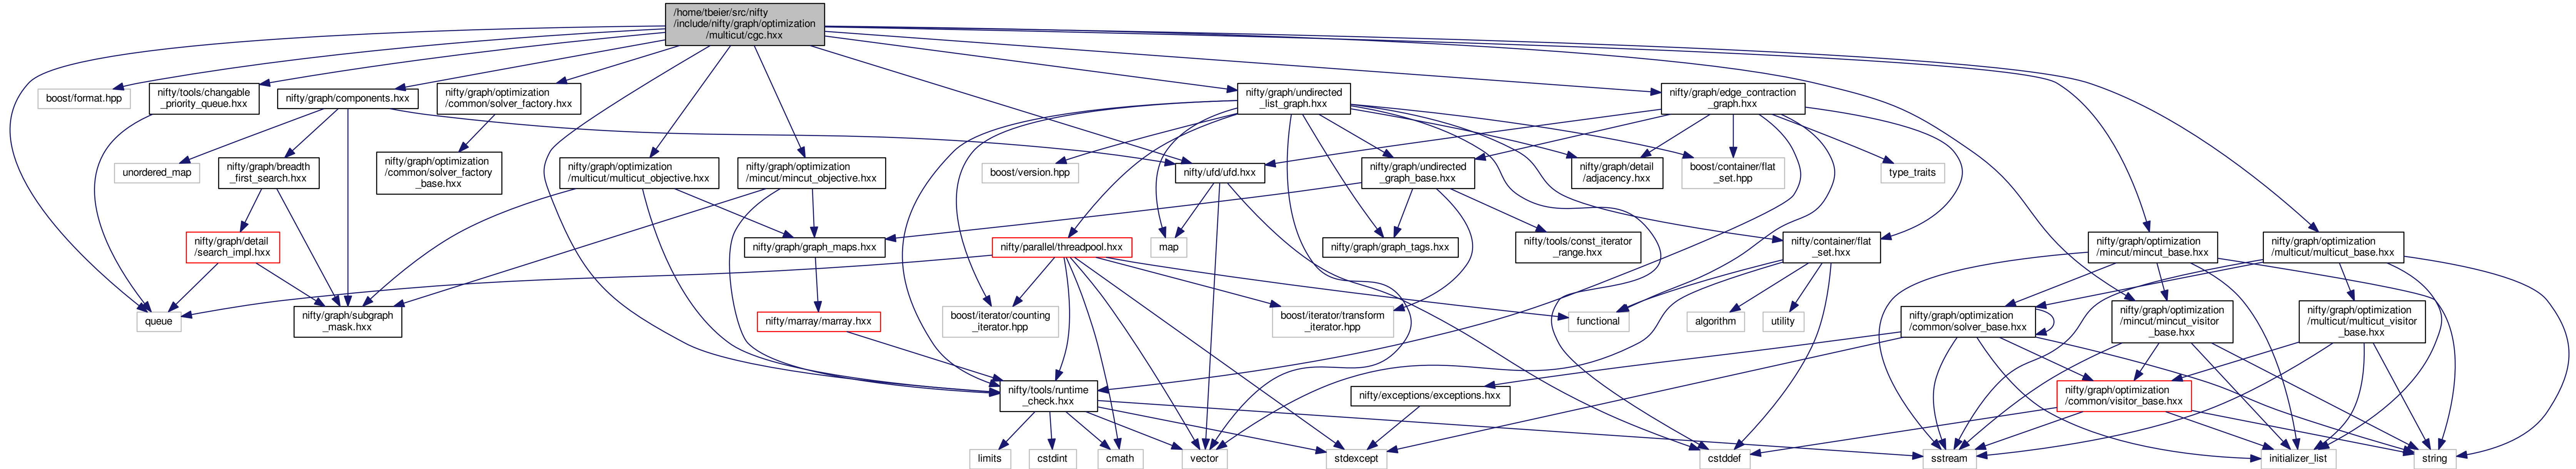 /home/tbeier/src/nifty
/include/nifty/graph/optimization
/multicut/cgc.hxx
boost/format.hpp
nifty/tools/changable
_priority_queue.hxx
nifty/graph/components.hxx
nifty/graph/optimization
/common/solver_factory.hxx
nifty/graph/undirected
_list_graph.hxx
nifty/graph/edge_contraction
_graph.hxx
unordered_map
nifty/graph/breadth
_first_search.hxx
nifty/graph/optimization
/common/solver_factory
_base.hxx
nifty/graph/optimization
/multicut/multicut_objective.hxx
nifty/graph/optimization
/mincut/mincut_objective.hxx
boost/version.hpp
nifty/ufd/ufd.hxx
nifty/graph/undirected
_graph_base.hxx
nifty/graph/detail
/adjacency.hxx
boost/container/flat
_set.hpp
type_traits
nifty/graph/detail
/search_impl.hxx
nifty/graph/graph_maps.hxx
nifty/parallel/threadpool.hxx
map
nifty/graph/graph_tags.hxx
nifty/tools/const_iterator
_range.hxx
nifty/container/flat
_set.hxx
nifty/graph/optimization
/mincut/mincut_base.hxx
nifty/graph/optimization
/multicut/multicut_base.hxx
queue
nifty/graph/subgraph
_mask.hxx
nifty/marray/marray.hxx
boost/iterator/counting
_iterator.hpp
boost/iterator/transform
_iterator.hpp
functional
algorithm
utility
nifty/graph/optimization
/common/solver_base.hxx
nifty/graph/optimization
/mincut/mincut_visitor
_base.hxx
nifty/graph/optimization
/multicut/multicut_visitor
_base.hxx
nifty/tools/runtime
_check.hxx
nifty/exceptions/exceptions.hxx
nifty/graph/optimization
/common/visitor_base.hxx
limits
cstdint
cmath
vector
stdexcept
cstddef
sstream
initializer_list
string